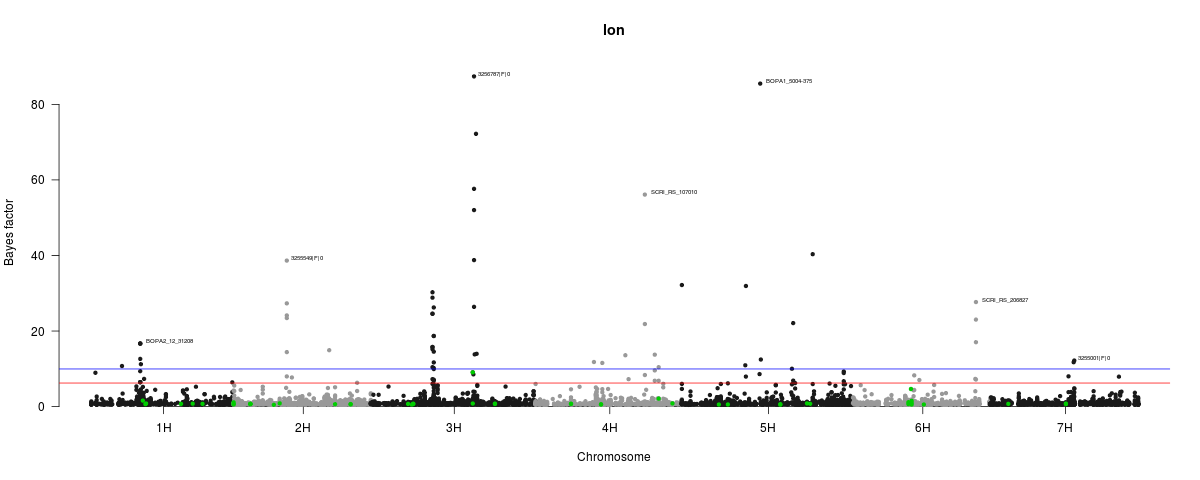 lon
3256787|F|0
BOPA1_5004-375
80
SCRI_RS_107010
60
Bayes factor
3255549|F|0
40
SCRI_RS_206827
BOPA2_12_31208
20
3255001|F|0
0
1H 2H 3H 4H 5H 6H 7H
Chromosome